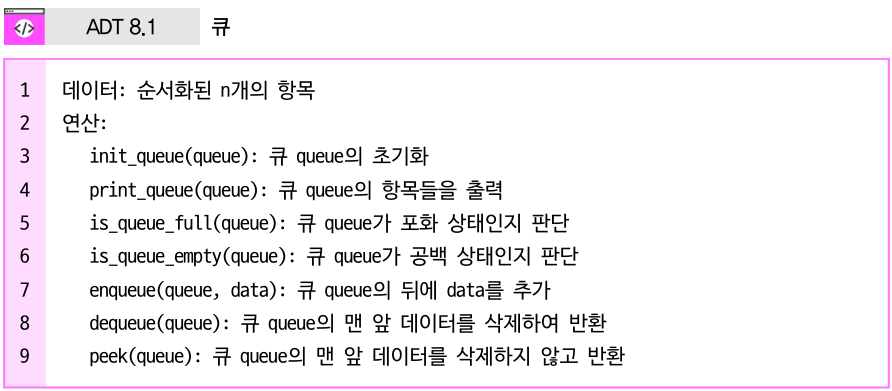 </> ADT 8.1 큐
1 데이터: 순서화된 n개의 항목
2 연산:
3 init_queue(queue): 큐 queue의 초기화
4 print_queue(queue): 큐 queue의 항목들을 출력
5 is_queue_full(queue): 큐 queue가 포화 상태인지 판단
6 is_queue_empty(queue): 큐 queue가 공백 상태인지 판단
7 enqueue(queue, data): 큐 queue의 뒤에 data를 추가
8 dequeue(queue): 큐 queue의 맨 앞 데이터를 삭제하여 반환
9 peek(queue): 큐 queue의 맨 앞 데이터를 삭제하지 않고 반환